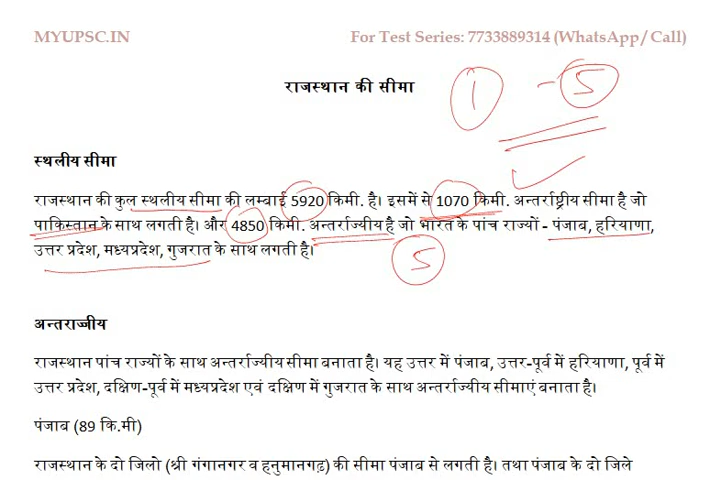 MYUPSC.IN For Test Series: 7733889314 (WhatsApp/Call)
राजस्थान की सीमा
1 - 5
स्थलीय सीमा
राजस्थान की कुल स्थलीय सीमा की लम्बाई 5920 किमी. है। इसमें से 1070 किमी. अन्तर्राष्ट्रीय सीमा है जो
पाकिस्तान के साथ लगती है। और 4850 किमी. अन्तर्राज्यीय है जो भारत के पांच राज्यों - पंजाब, हरियाणा,
उत्तर प्रदेश, मध्यप्रदेश, गुजरात के साथ लगती है।
5
अन्तराज्यीय
राजस्थान पांच राज्यों के साथ अन्तर्राज्यीय सीमा बनाता है। यह उत्तर में पंजाब, उत्तर-पूर्व में हरियाणा, पूर्व में
उत्तर प्रदेश, दक्षिण-पूर्व में मध्यप्रदेश एवं दक्षिण में गुजरात के साथ अन्तर्राज्यीय सीमाएं बनाता है।
पंजाब (89 कि.मी)
राजस्थान के दो जिलो (श्री गंगानगर व हनुमानगढ़) की सीमा पंजाब से लगती है। तथा पंजाब के दो जिले